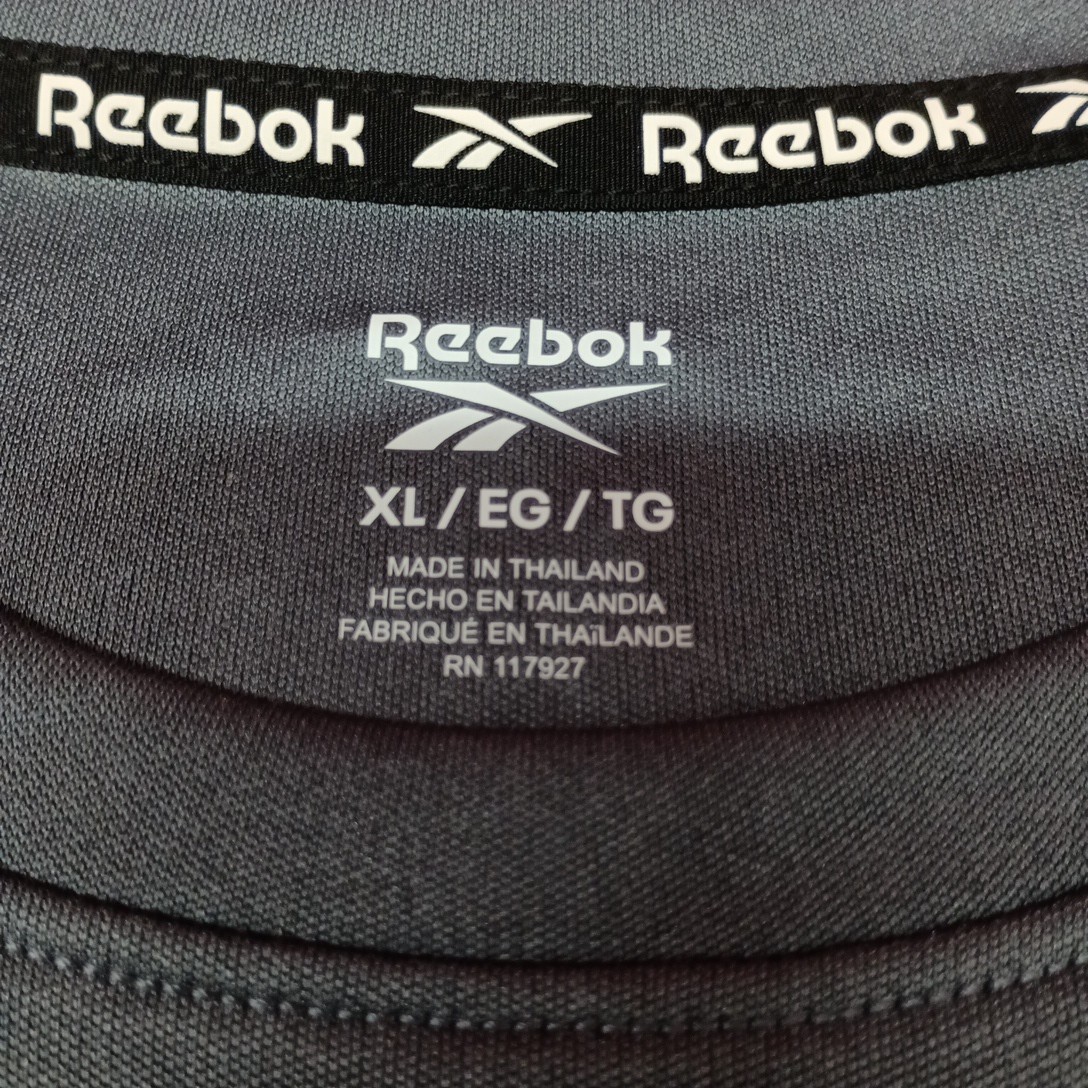 Reebok Reebok
Reebok
XL / EG / TG
MADE IN THAILAND
HECHO EN TAILANDIA
FABRIQUÉ EN THAïLANDE
RN 117927